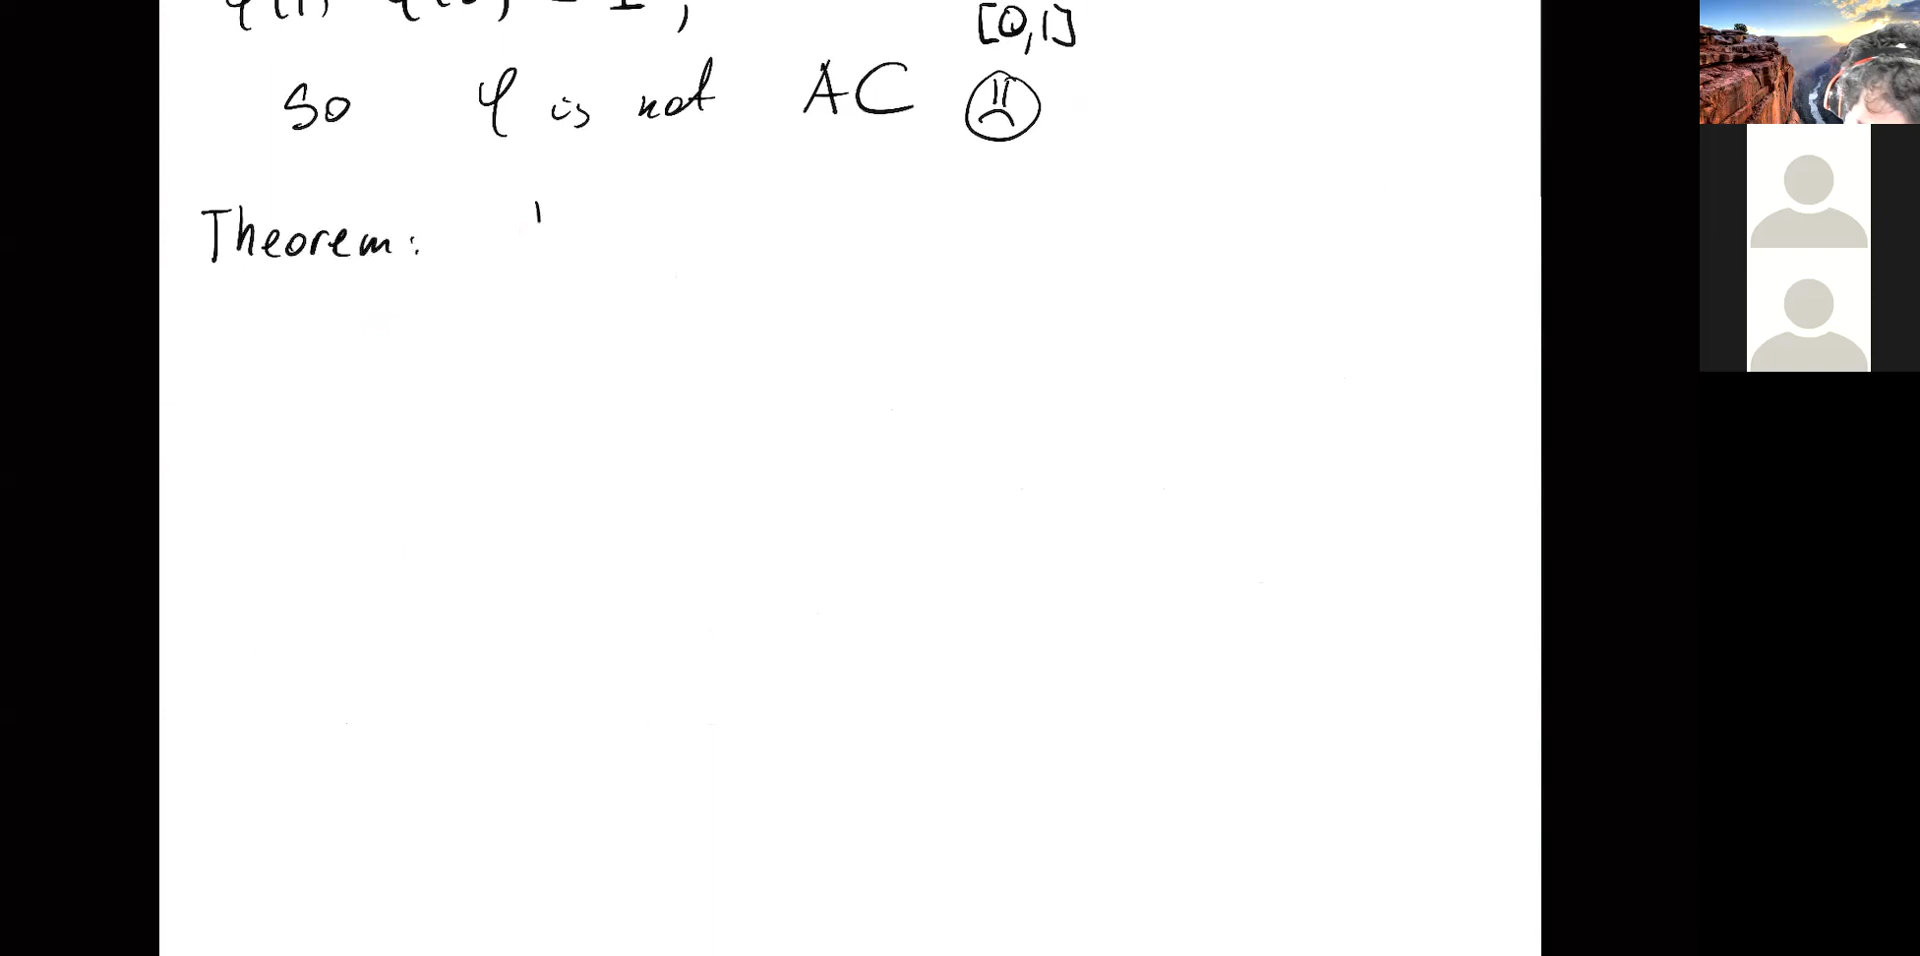 [0,1]
so φ is not AC
Theorem: